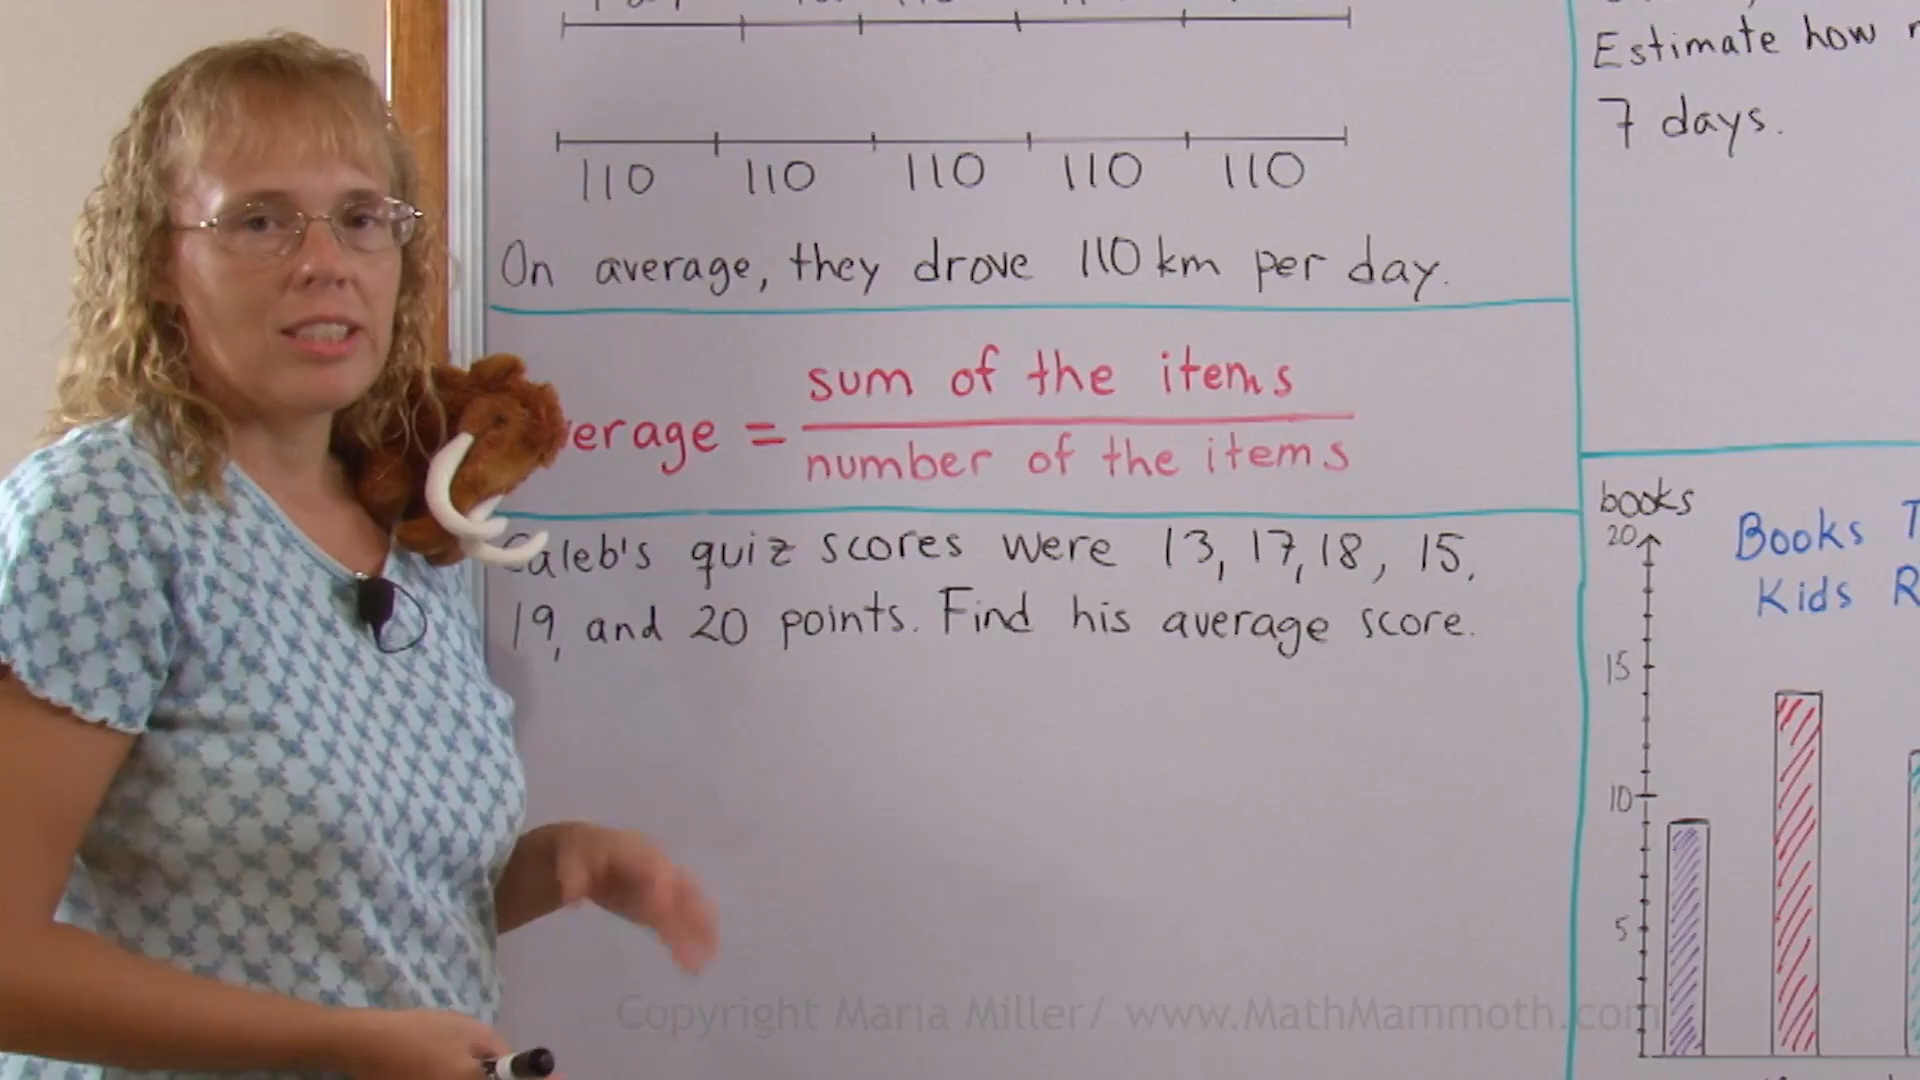 110 110 110 110 110
On average, they drove 110 km per day.
erage = sum of the items
number of the items
Caleb's quiz scores were 13, 17, 18, 15,
19, and 20 points. Find his average score.
Estimate how
7 days.
books
20
Books
Kids R
15
10
5
Copyright Maria Miller/ www.MathMammoth.com